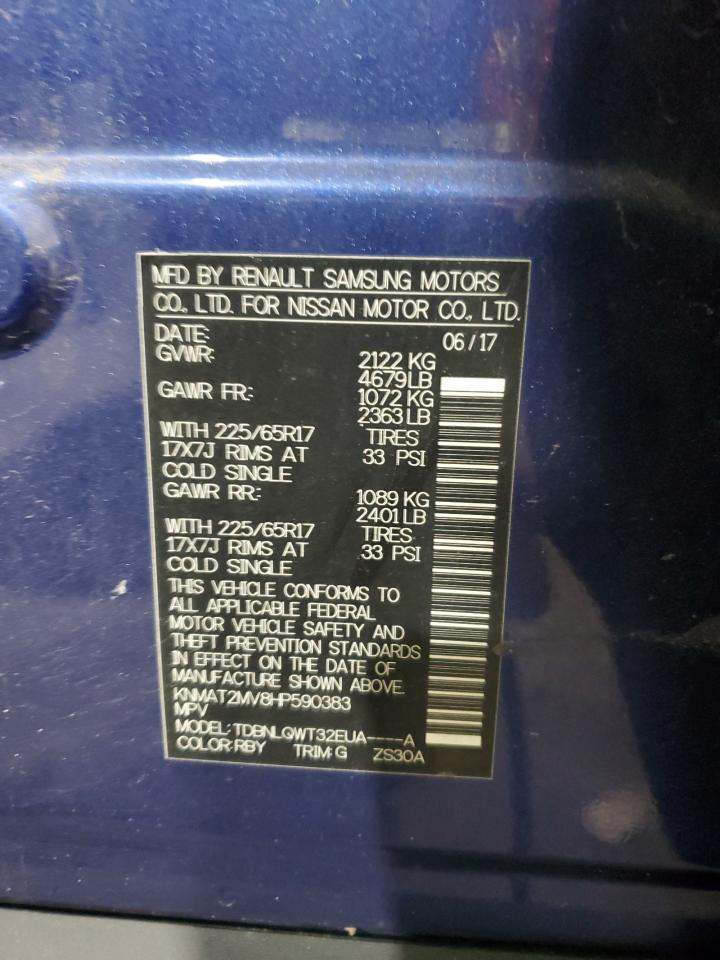 MFD BY RENAULT SAMSUNG MOTORS
CO., LTD. FOR NISSAN MOTOR CO., LTD.
DATE: 06/17
GVWR: 2122 KG
4679 LB
GAWR FR: 1072 KG
2363 LB
WITH 225/65R17 TIRES
17X7J RIMS AT 33 PSI
COLD SINGLE
GAWR RR: 1089 KG
2401 LB
WITH 225/65R17 TIRES
17X7J RIMS AT 33 PSI
COLD SINGLE
THIS VEHICLE CONFORMS TO
ALL APPLICABLE FEDERAL
MOTOR VEHICLE SAFETY AND
THEFT PREVENTION STANDARDS
IN EFFECT ON THE DATE OF
MANUFACTURE SHOWN ABOVE.
KNMAT2MV8HP590383
MPV
MODEL: TDBNLQWT32EUA----A
COLOR:RBY TRIM:G ZS30A